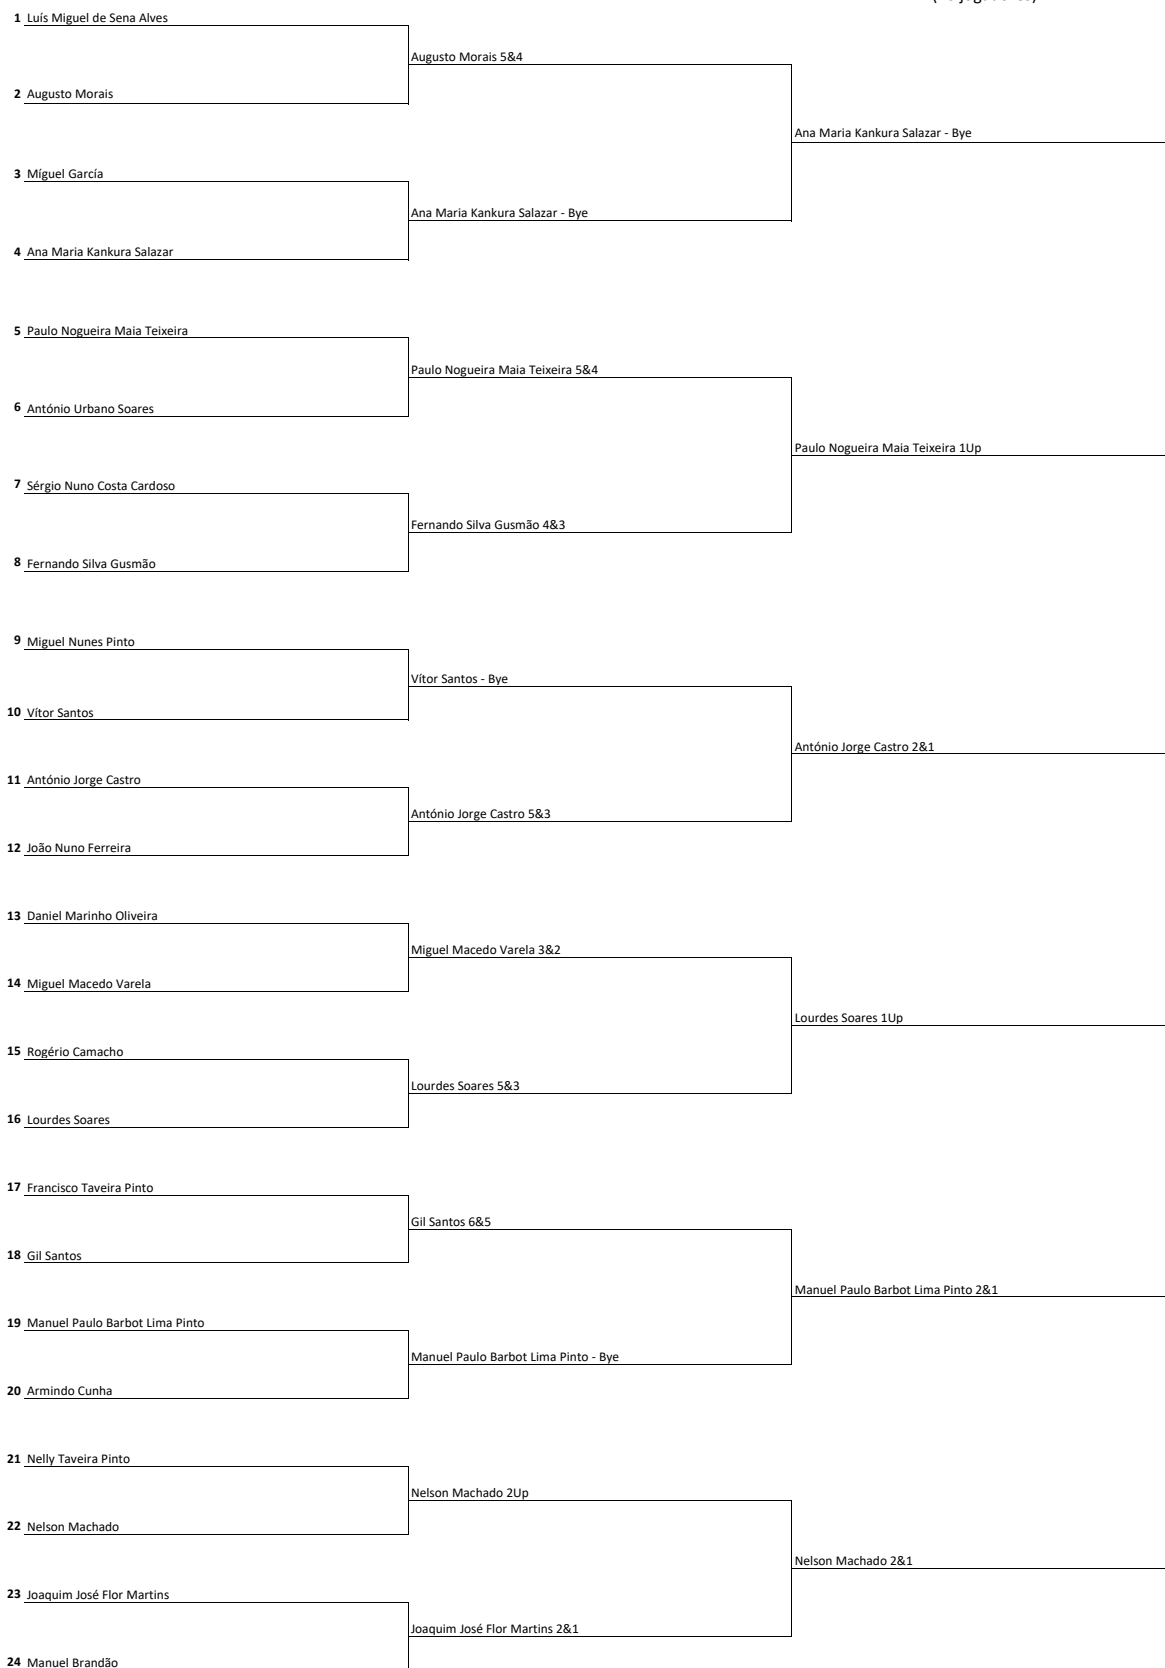 1 Luís Miguel de Sena Alves
Augusto Morais 5&4
2 Augusto Morais
Ana Maria Kankura Salazar - Bye
3 Míguel García
Ana Maria Kankura Salazar - Bye
4 Ana Maria Kankura Salazar
5 Paulo Nogueira Maia Teixeira
Paulo Nogueira Maia Teixeira 5&4
6 António Urbano Soares
Paulo Nogueira Maia Teixeira 1Up
7 Sérgio Nuno Costa Cardoso
Fernando Silva Gusmão 4&3
8 Fernando Silva Gusmão
9 Miguel Nunes Pinto
Vítor Santos - Bye
10 Vítor Santos
António Jorge Castro 2&1
11 António Jorge Castro
António Jorge Castro 5&3
12 João Nuno Ferreira
13 Daniel Marinho Oliveira
Miguel Macedo Varela 3&2
14 Miguel Macedo Varela
Lourdes Soares 1Up
15 Rogério Camacho
Lourdes Soares 5&3
16 Lourdes Soares
17 Francisco Taveira Pinto
Gil Santos 6&5
18 Gil Santos
Manuel Paulo Barbot Lima Pinto 2&1
19 Manuel Paulo Barbot Lima Pinto
Manuel Paulo Barbot Lima Pinto - Bye
20 Armindo Cunha
21 Nelly Taveira Pinto
Nelson Machado 2Up
22 Nelson Machado
Nelson Machado 2&1
23 Joaquim José Flor Martins
Joaquim José Flor Martins 2&1
24 Manuel Brandão